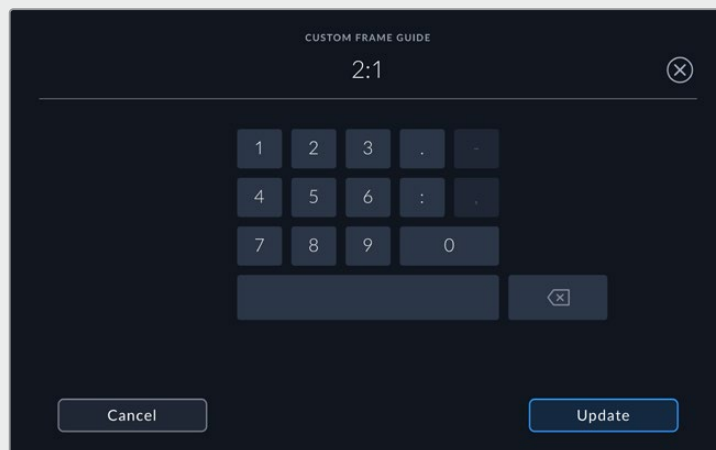 CUSTOM FRAME GUIDE
2:1
1 2 3 . -
4 5 6 : ,
7 8 9 0
Cancel Update